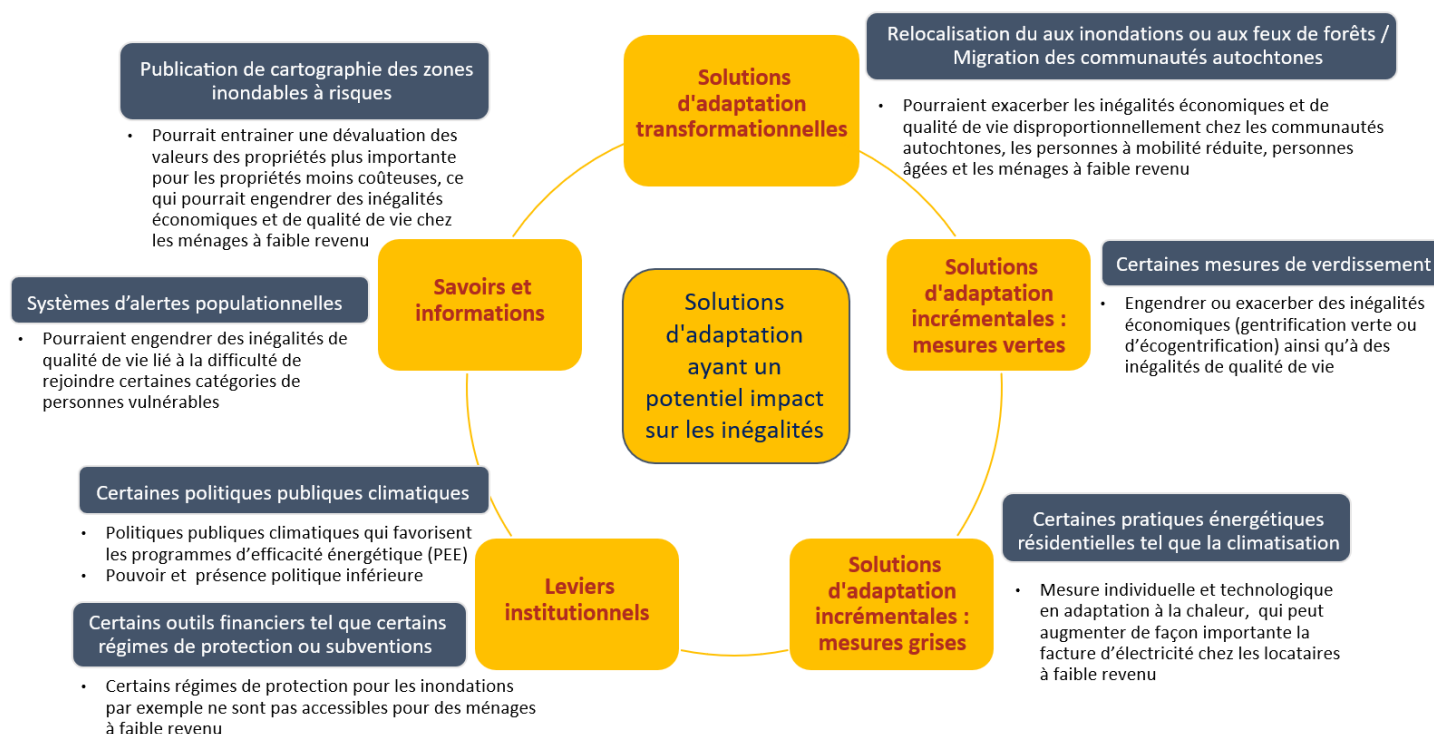 Publication de cartographie des zones
inondables à risques
• Pourrait entrainer une dévaluation des
valeurs des propriétés plus importante
pour les propriétés moins coûteuses, ce
qui pourrait engendrer des inégalités
économiques et de qualité de vie chez
les ménages à faible revenu
Solutions
d'adaptation
transformationnelles
Relocalisation du aux inondations ou aux feux de forêts /
Migration des communautés autochtones
• Pourraient exacerber les inégalités économiques et de
qualité de vie disproportionnellement chez les communautés
autochtones, les personnes à mobilité réduite, personnes
âgées et les ménages à faible revenu
Savoirs et
informations
Systèmes d’alertes populationnelles
• Pourraient engendrer des inégalités de
qualité de vie lié à la difficulté de
rejoindre certaines catégories de
personnes vulnérables
Solutions
d'adaptation
ayant un
potentiel impact
sur les inégalités
Solutions
d'adaptation
incrémentales :
mesures vertes
Certaines mesures de verdissement
• Engendrer ou exacerber des inégalités
économiques (gentrification verte ou
d’écogentrification) ainsi qu’à des
inégalités de qualité de vie
Certaines politiques publiques climatiques
• Politiques publiques climatiques qui favorisent
les programmes d’efficacité énergétique (PEE)
• Pouvoir et présence politique inférieure
Leviers
institutionnels
Certains outils financiers tel que certains
régimes de protection ou subventions
• Certains régimes de protection pour les inondations
par exemple ne sont pas accessibles pour des ménages
à faible revenu
Solutions
d'adaptation
incrémentales :
mesures grises
Certaines pratiques énergétiques
résidentielles tel que la climatisation
• Mesure individuelle et technologique
en adaptation à la chaleur, qui peut
augmenter de façon importante la
facture d’électricité chez les locataires
à faible revenu